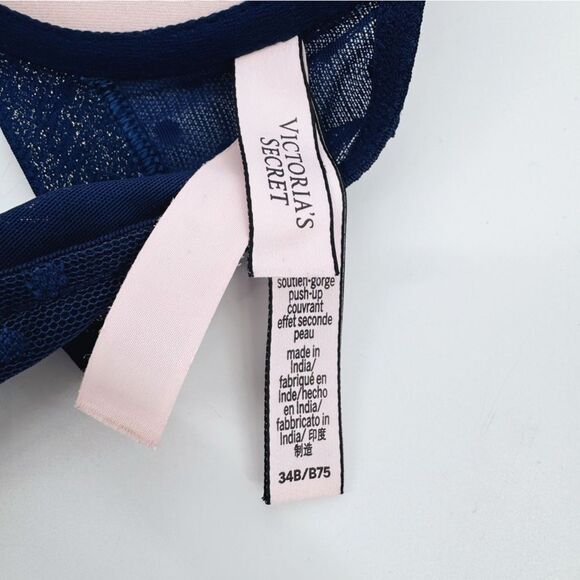 VICTORIA'S
SECRET
soutien-gorge
push-up
couvrant
effet seconde
peau
made in
India/
fabriqué en
Inde/hecho
en India/
fabbricato in
India/ 印度
制造
34B/B75